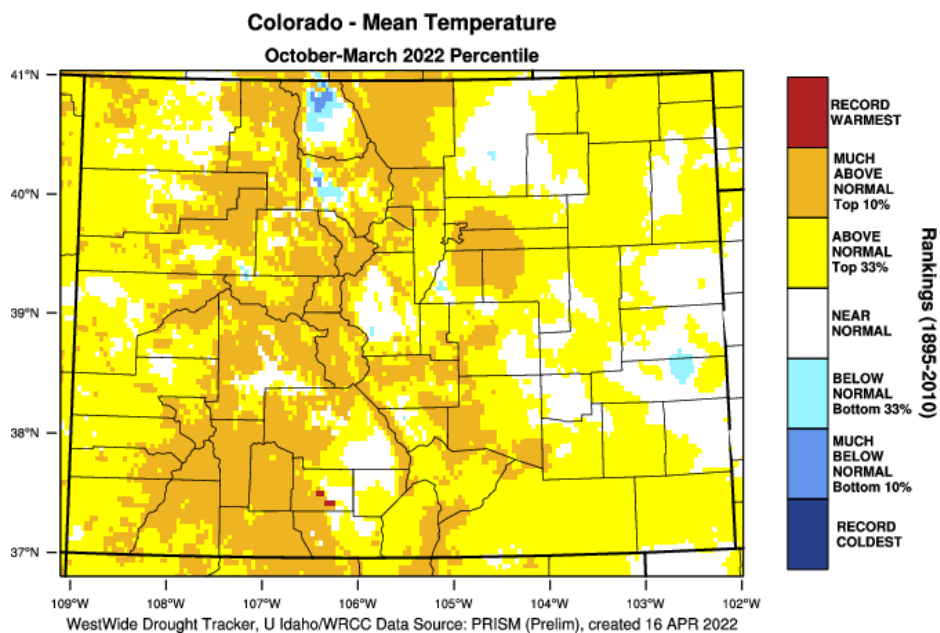 Colorado - Mean Temperature
October-March 2022 Percentile
41°N
40°N
39°N
38°N
37°N
109°W
108°W
107°W
106°W
105°W
104°W
103°W
102°W
RECORD
WARMEST
MUCH
ABOVE
NORMAL
Top 10%
ABOVE
NORMAL
Top 33%
NEAR
NORMAL
BELOW
NORMAL
Bottom 33%
MUCH
BELOW
NORMAL
Bottom 10%
RECORD
COLDEST
Rankings (1895-2010)
WestWide Drought Tracker, U Idaho/WRCC Data Source: PRISM (Prelim), created 16 APR 2022